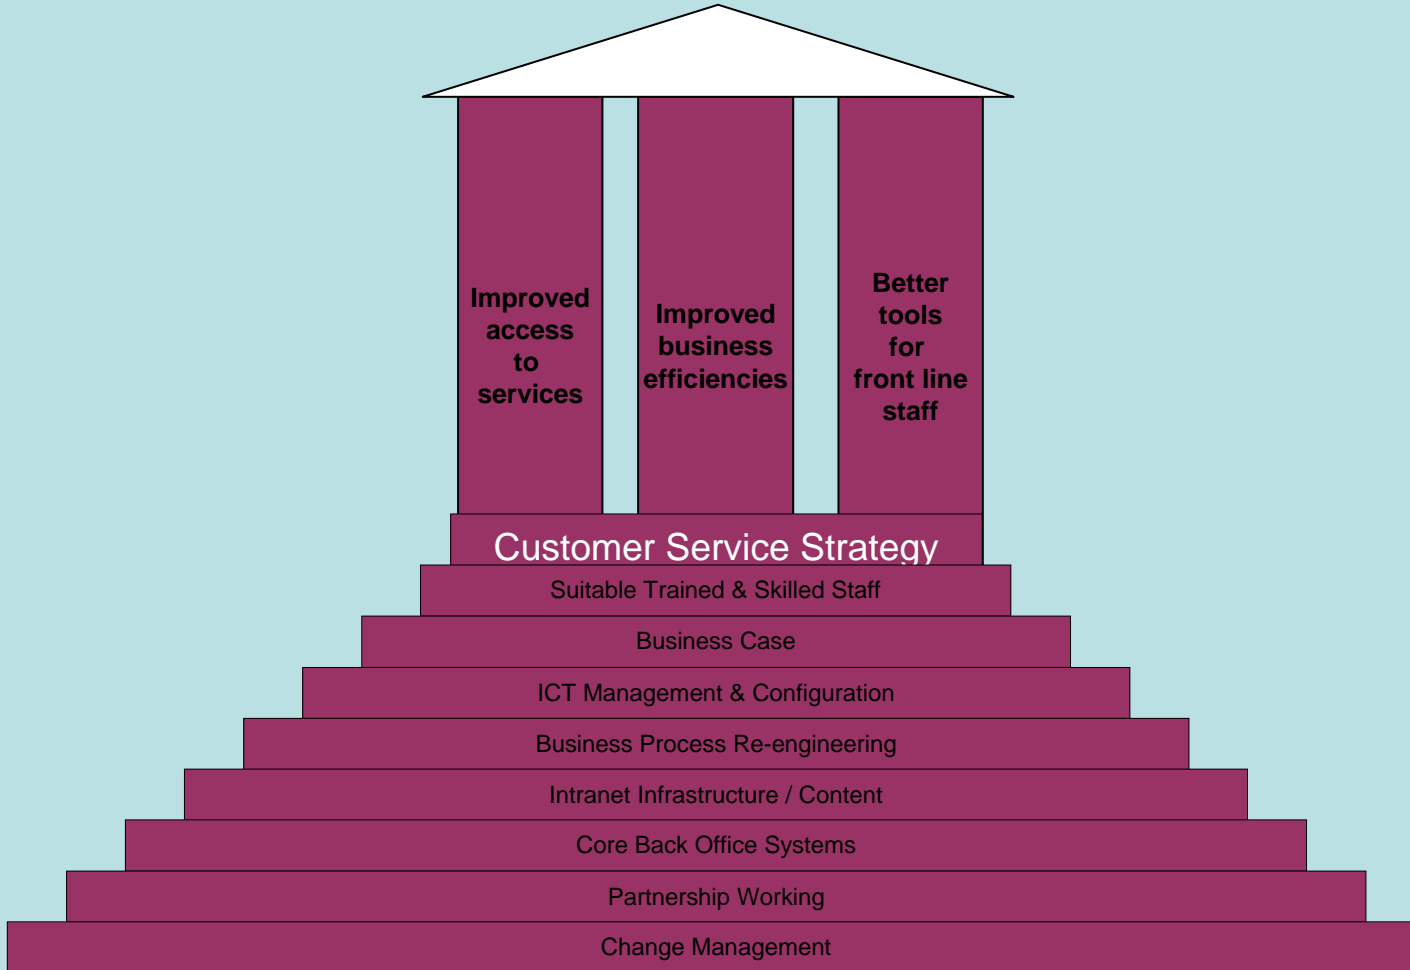 Improved
access
to
services
Improved
business
efficiencies
Better
tools
for
front line
staff
Customer Service Strategy
Suitable Trained & Skilled Staff
Business Case
ICT Management & Configuration
Business Process Re-engineering
Intranet Infrastructure / Content
Core Back Office Systems
Partnership Working
Change Management